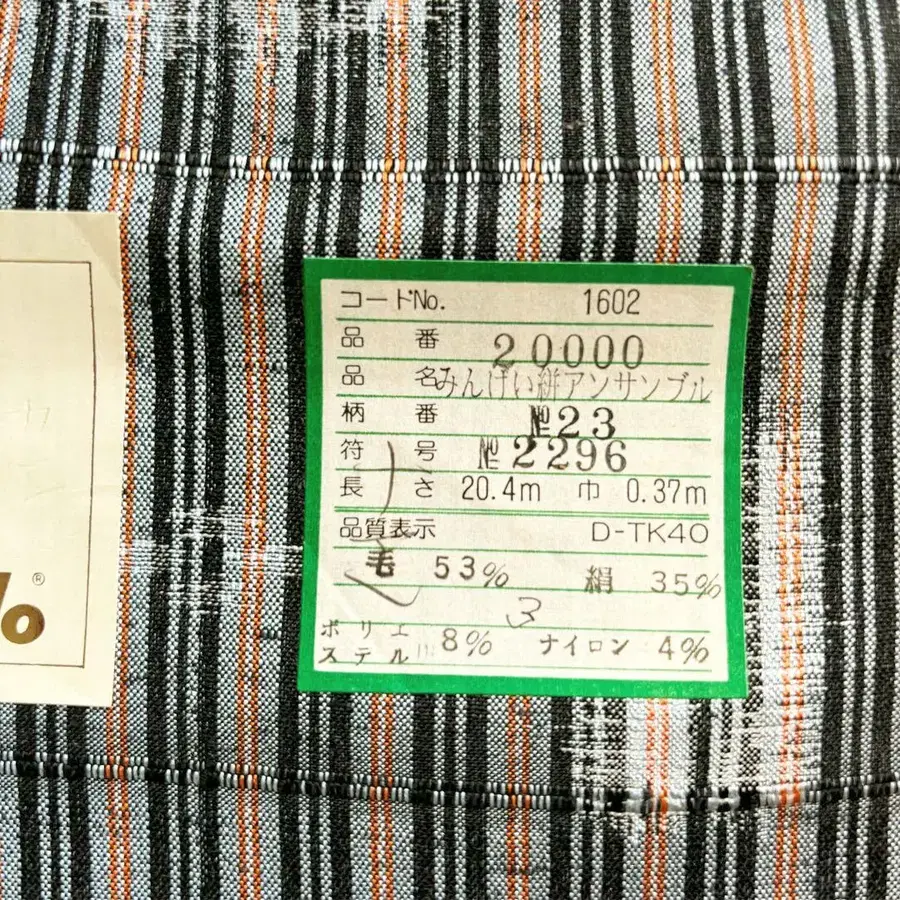 コードNo. 1602
品番 20000
品名 みんげい絣アンサンブル
柄番 №23
符号 №2296
長さ 20.4m 巾 0.37m
品質表示 D-TK40
毛 53% 絹 35%
3
ポリエステル 8% ナイロン 4%
®